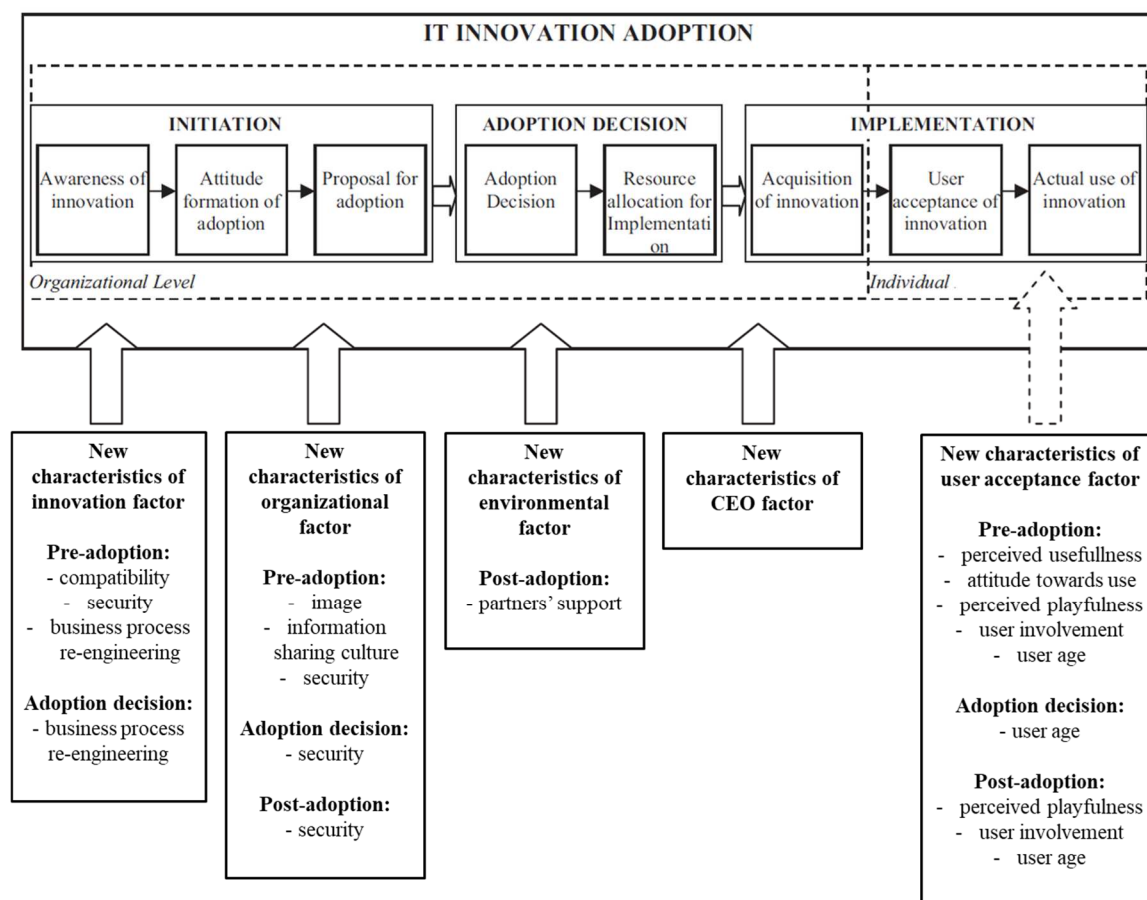 IT INNOVATION ADOPTION
INITIATION
Awareness of
innovation
Attitude
formation of
adoption
Proposal for
adoption
ADOPTION DECISION
Adoption
Decision
Resource
allocation for
Implementati
on
IMPLEMENTATION
Acquisition
of innovation
User
acceptance of
innovation
Actual use of
innovation
Organizational Level
Individual
New
characteristics of
innovation factor
Pre-adoption:
- compatibility
- security
- business process
re-engineering
Adoption decision:
- business process
re-engineering
New
characteristics of
organizational
factor
Pre-adoption:
- image
- information
sharing culture
- security
Adoption decision:
- security
Post-adoption:
- security
New
characteristics of
environmental
factor
Post-adoption:
- partners’ support
New
characteristics of
CEO factor
New characteristics of
user acceptance factor
Pre-adoption:
- perceived usefullness
- attitude towards use
- perceived playfulness
- user involvement
- user age
Adoption decision:
- user age
Post-adoption:
- perceived playfulness
- user involvement
- user age